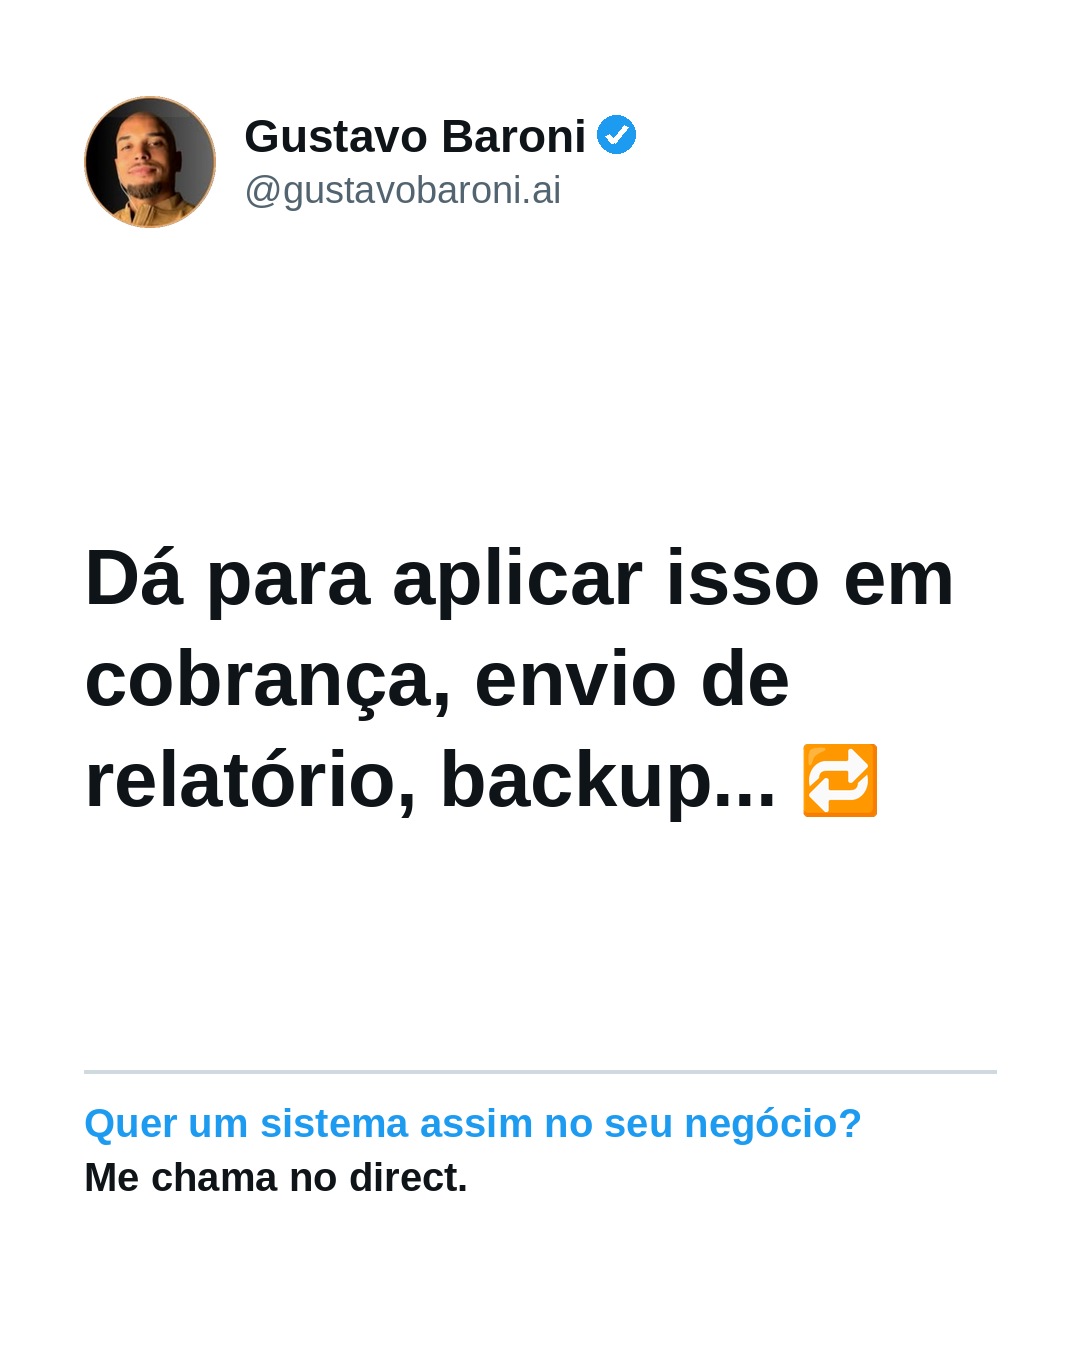 Gustavo Baroni
@gustavobaroni.ai
Dá para aplicar isso em
cobrança, envio de
relatório, backup... 🔁
Quer um sistema assim no seu negócio?
Me chama no direct.